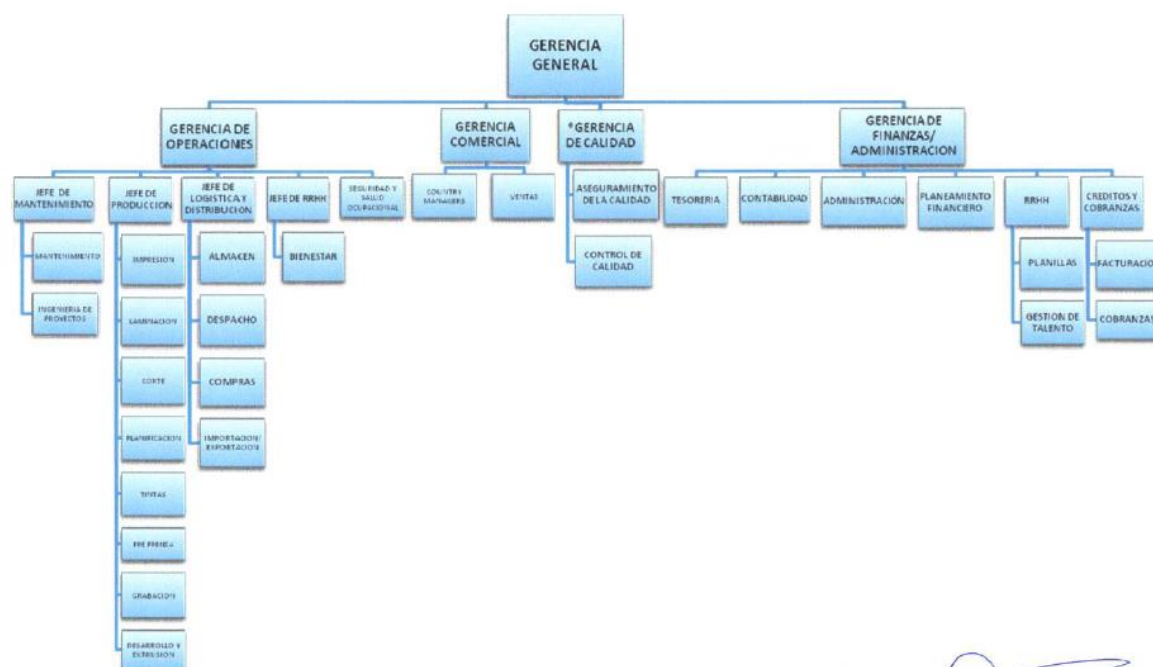 GERENCIA
GENERAL
GERENCIA DE
OPERACIONES
GERENCIA
COMERCIAL
*GERENCIA
DE CALIDAD
GERENCIA DE
FINANZAS/
ADMINISTRACION
JEFE DE
MANTENIMIENTO
JEFE DE
PRODUCCION
JEFE DE
LOGISTICA Y
DISTRIBUCION
JEFE DE RRHH
SEGURIDAD Y
SALUD
OCUPACIONAL
COUNTRY
MANAGERS
VENTAS
ASEGURAMIENTO
DE LA CALIDAD
TESORERIA
CONTABILIDAD
ADMINISTRACIÓN
PLANEAMIENTO
FINANCIERO
RRHH
CREDITOS Y
COBRANZAS
MANTENIMIENTO
IMPRESION
ALMACEN
BIENESTAR
CONTROL DE
CALIDAD
PLANILLAS
FACTURACIO
INGENIERIA DE
PROYECTOS
LAMINACION
DESPACHO
GESTION DE
TALENTO
COBRANZAS
CORTE
COMPRAS
PLANIFICACION
IMPORTACION/
EXPORTACION
TINTAS
PRE PRENSA
GRABACION
DESARROLLO Y
EXTRUSION